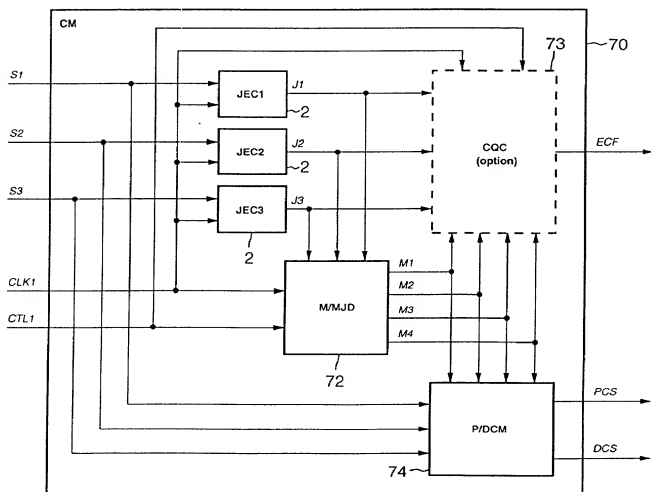 CM
73
70
S1
JEC1
J1
2
CQC
(option)
ECF
S2
JEC2
J2
2
S3
JEC3
J3
2
CLK1
M/MJD
M1
M2
CTL1
M3
M4
72
P/DCM
PCS
DCS
74